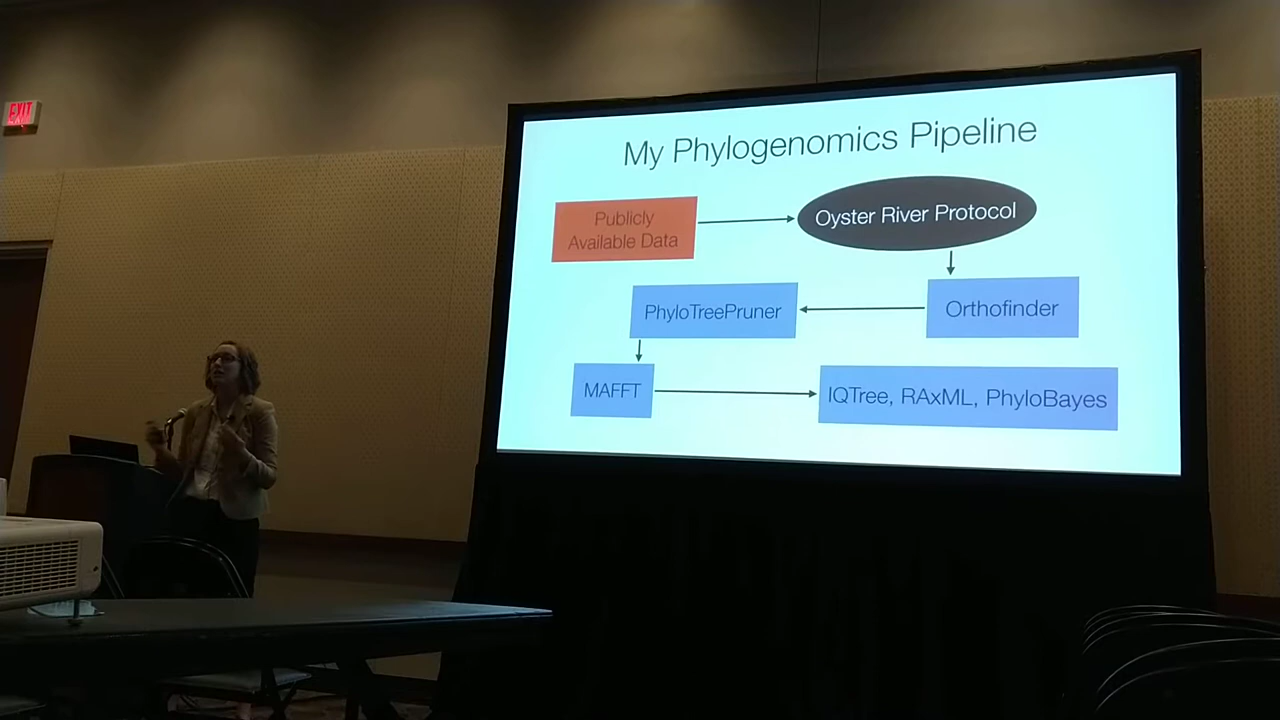 EXIT
My Phylogenomics Pipeline
Publicly
Available Data
Oyster River Protocol
PhyloTreePruner
Orthofinder
MAFFT
IQTree, RAxML, PhyloBayes